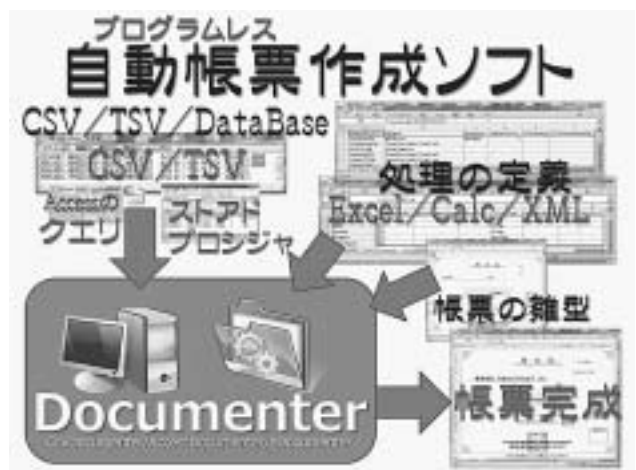 プログラムレス
自動帳票作成ソフト
CSV/TSV/DataBase
CSV/TSV
Accessの
クエリ
ストアド
プロシジャ
処理の定義
Excel/Calc/XML
帳票の雛型
帳票完成
Documenter